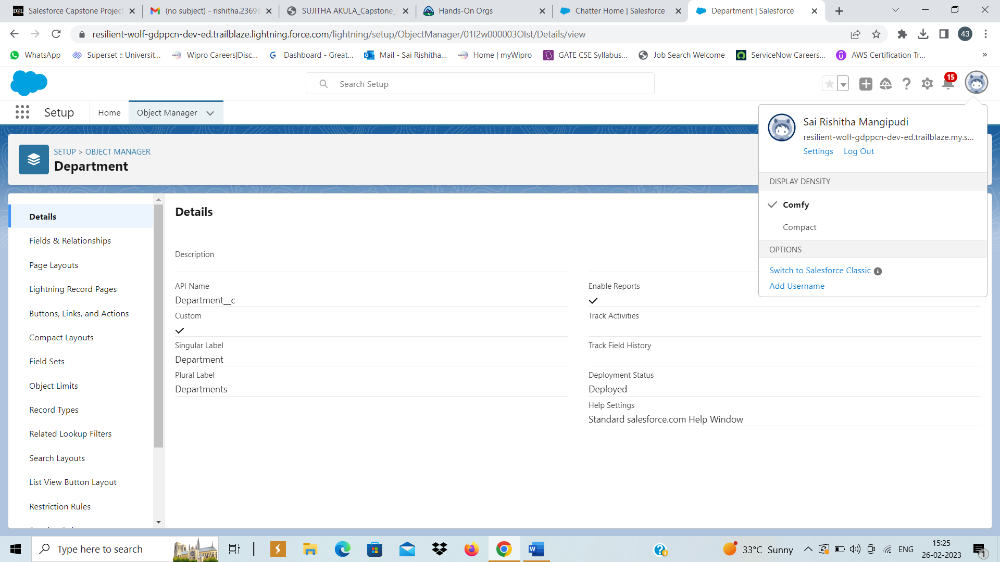 Salesforce Capstone Project
(no subject) - rishitha.2369
SUJITHA AKULA_Capstone_
Hands-On Orgs
Chatter Home | Salesforce
Department | Salesforce
resilient-wolf-gdppcn-dev-ed.trailblaze.lightning.force.com/lightning/setup/ObjectManager/01I2w000003OIst/Details/view
43
WhatsApp
Superset :: Universit...
Wipro Careers|Disc...
Dashboard - Great...
Mail - Sai Rishitha...
Home | myWipro
GATE CSE Syllabus...
Job Search Welcome
ServiceNow Careers...
AWS Certification Tr...
»
Search Setup
15
Setup
Home
Object Manager
Sai Rishitha Mangipudi
resilient-wolf-gdppcn-dev-ed.trailblaze.my.s...
Settings
Log Out
DISPLAY DENSITY
Comfy
Compact
OPTIONS
Switch to Salesforce Classic
Add Username
SETUP > OBJECT MANAGER
Department
Details
Fields & Relationships
Page Layouts
Lightning Record Pages
Buttons, Links, and Actions
Compact Layouts
Field Sets
Object Limits
Record Types
Related Lookup Filters
Search Layouts
List View Button Layout
Restriction Rules
Details
Description
API Name
Department__c
Custom
Singular Label
Department
Plural Label
Departments
Enable Reports
Track Activities
Track Field History
Deployment Status
Deployed
Help Settings
Standard salesforce.com Help Window
Type here to search
33°C Sunny
ENG
15:25
26-02-2023
1